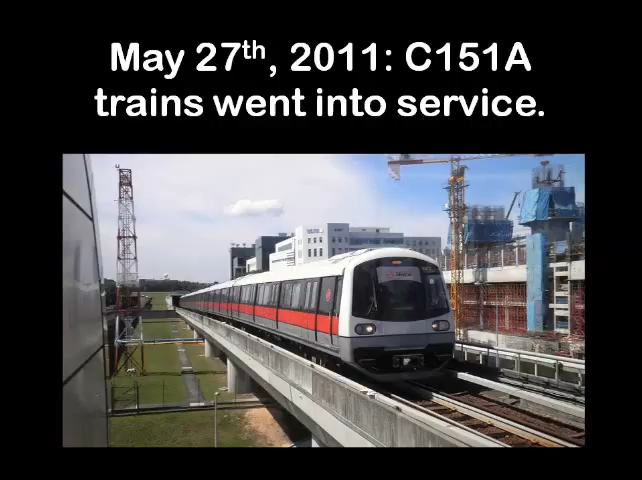 May 27th, 2011: C151A
trains went into service.